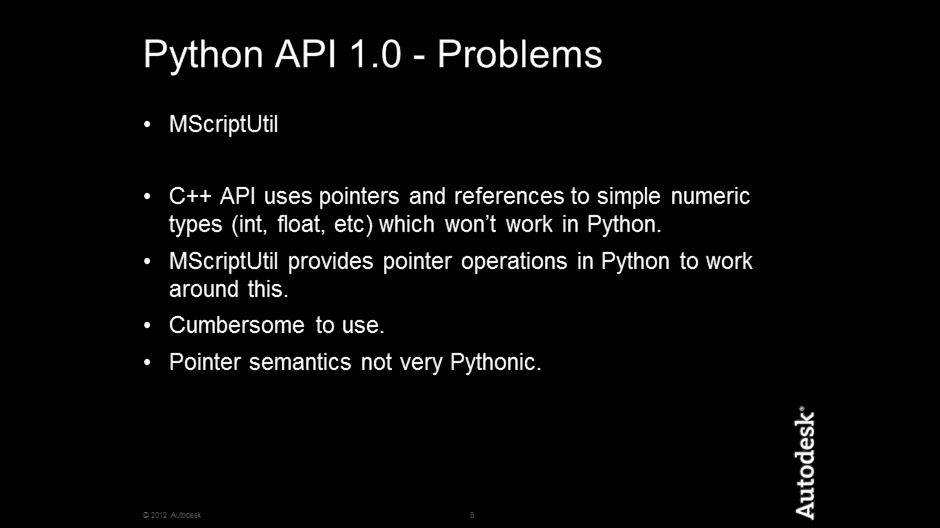 Python API 1.0 - Problems
• MScriptUtil
• C++ API uses pointers and references to simple numeric
types (int, float, etc) which won’t work in Python.
• MScriptUtil provides pointer operations in Python to work
around this.
• Cumbersome to use.
• Pointer semantics not very Pythonic.
Autodesk®
© 2012 Autodesk